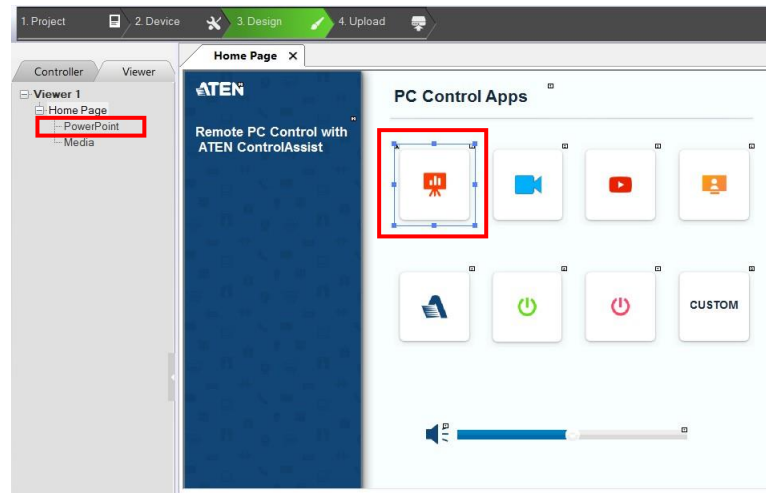 1. Project
2. Device
3. Design
4. Upload
Home Page X
Controller
Viewer
Viewer 1
Home Page
PowerPoint
Media
ATEN
Remote PC Control with
ATEN ControlAssist
PC Control Apps
CUSTOM